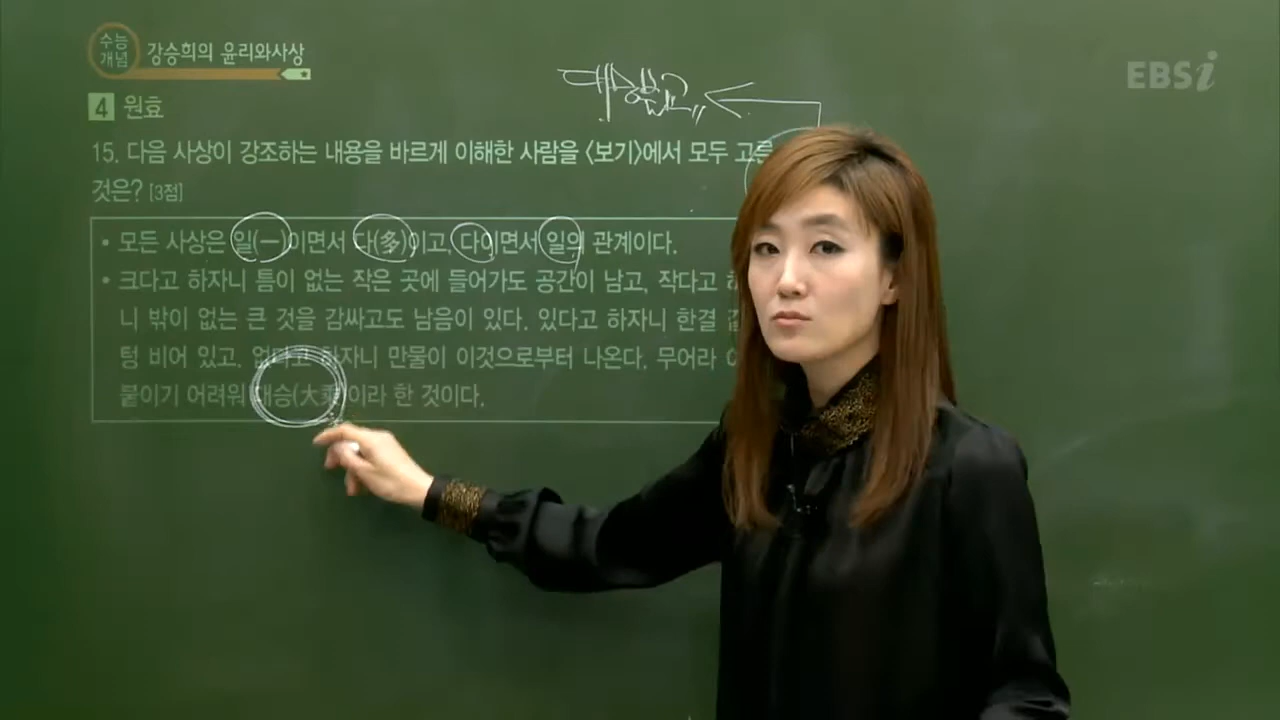 수능
개념
강승희의 윤리와사상
EBSi
4 원효
대승불교
15. 다음 사상이 강조하는 내용을 바르게 이해한 사람을 <보기>에서 모두 고른
것은? [3점]
• 모든 사상은 일(一)이면서 다(多)이고, 다이면서 일의 관계이다.
• 크다고 하자니 틈이 없는 작은 곳에 들어가도 공간이 남고, 작다고
니 밖이 없는 큰 것을 감싸고도 남음이 있다. 있다고 하자니 한결
텅 비어 있고, 없다고 하자니 만물이 이것으로부터 나온다. 무어라
붙이기 어려워 대승(大乘)이라 한 것이다.